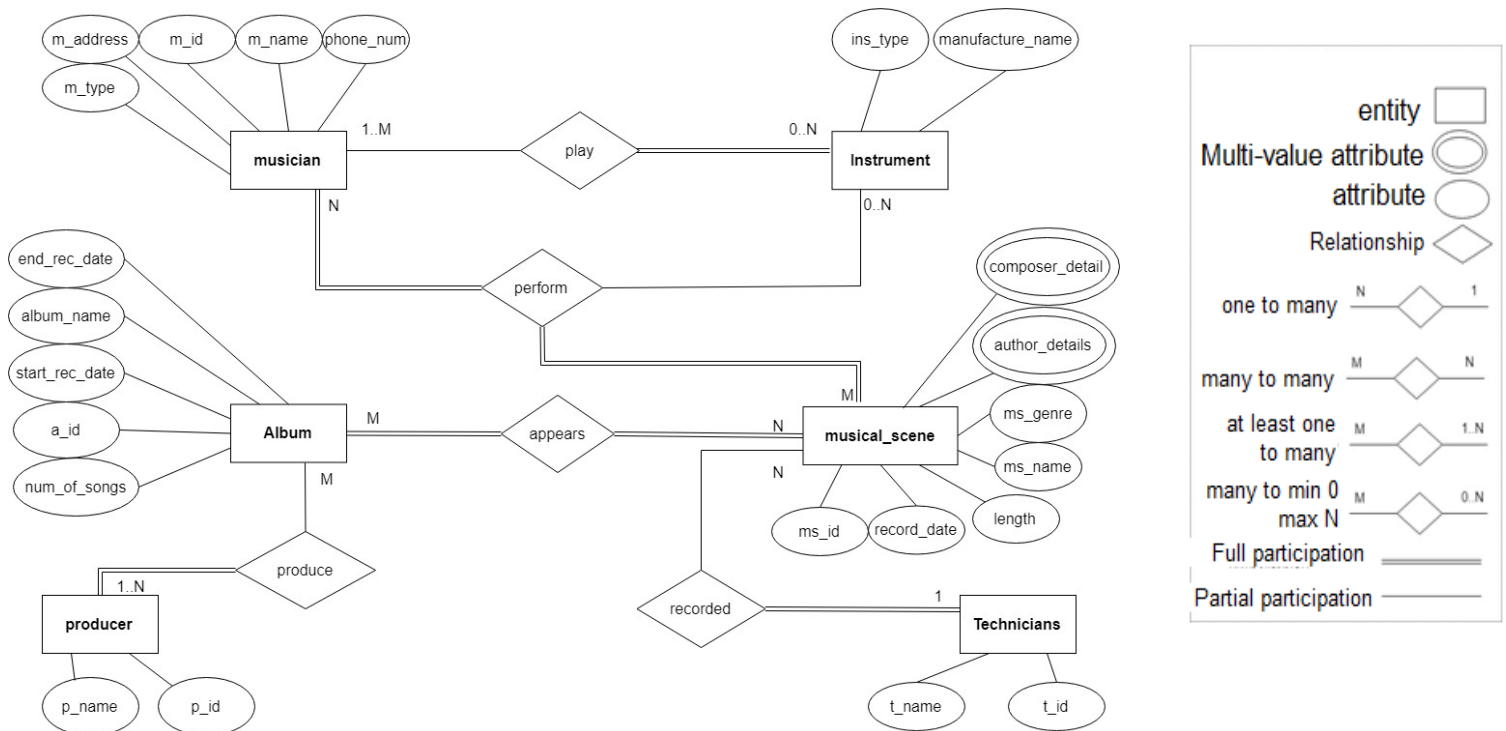 m_address
m_id
m_name
phone_num
m_type
ins_type
manufacture_name
musician
1..M
play
0..N
Instrument
N
0..N
perform
end_rec_date
album_name
start_rec_date
a_id
num_of_songs
Album
M
M
appears
N
M
N
musical_scene
composer_detail
author_details
ms_genre
ms_name
length
record_date
ms_id
produce
1..N
producer
p_name
p_id
recorded
1
Technicians
t_name
t_id
entity
Multi-value attribute
attribute
Relationship
one to many
N
1
many to many
M
N
at least one
to many
M
1..N
many to min 0
max N
M
0..N
Full participation
Partial participation